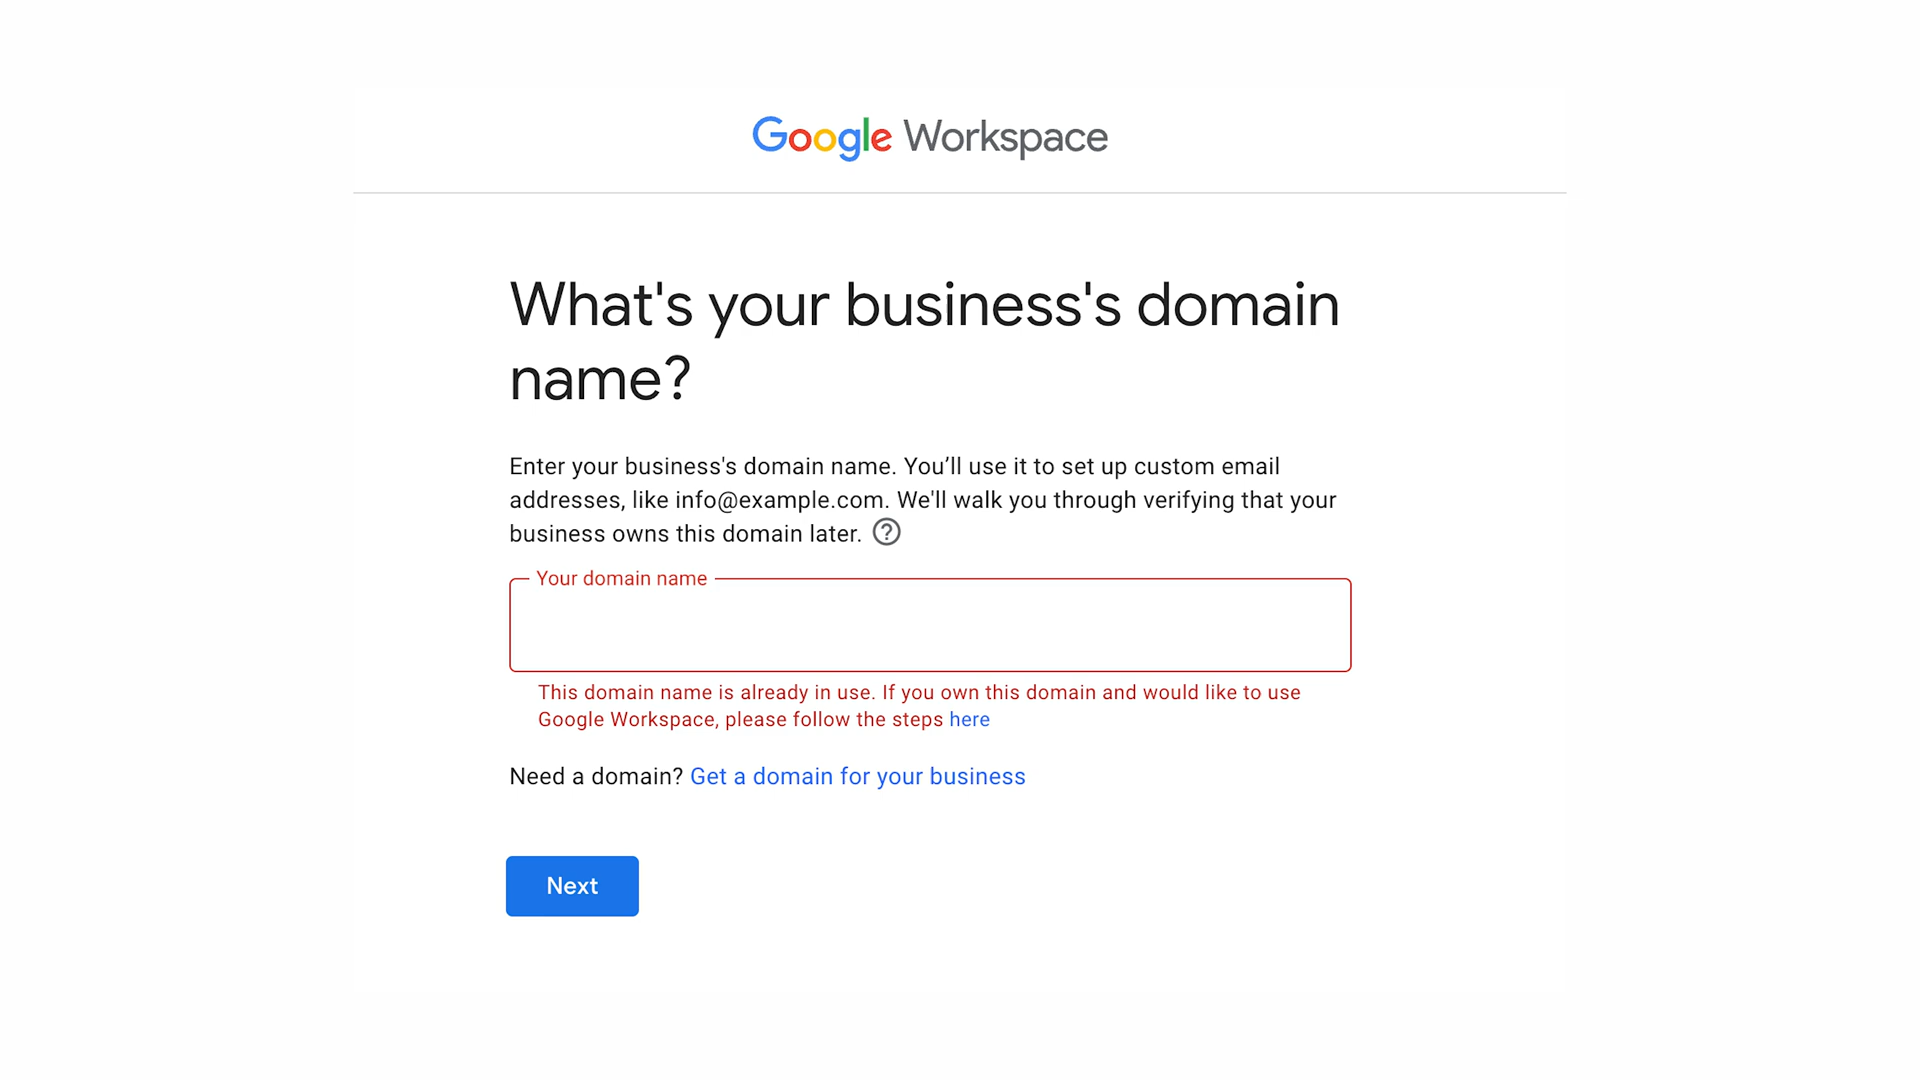 Google Workspace
What's your business's domain
name?
Enter your business's domain name. You’ll use it to set up custom email
addresses, like info@example.com. We'll walk you through verifying that your
business owns this domain later. ?
Your domain name
This domain name is already in use. If you own this domain and would like to use
Google Workspace, please follow the steps here
Need a domain? Get a domain for your business
Next